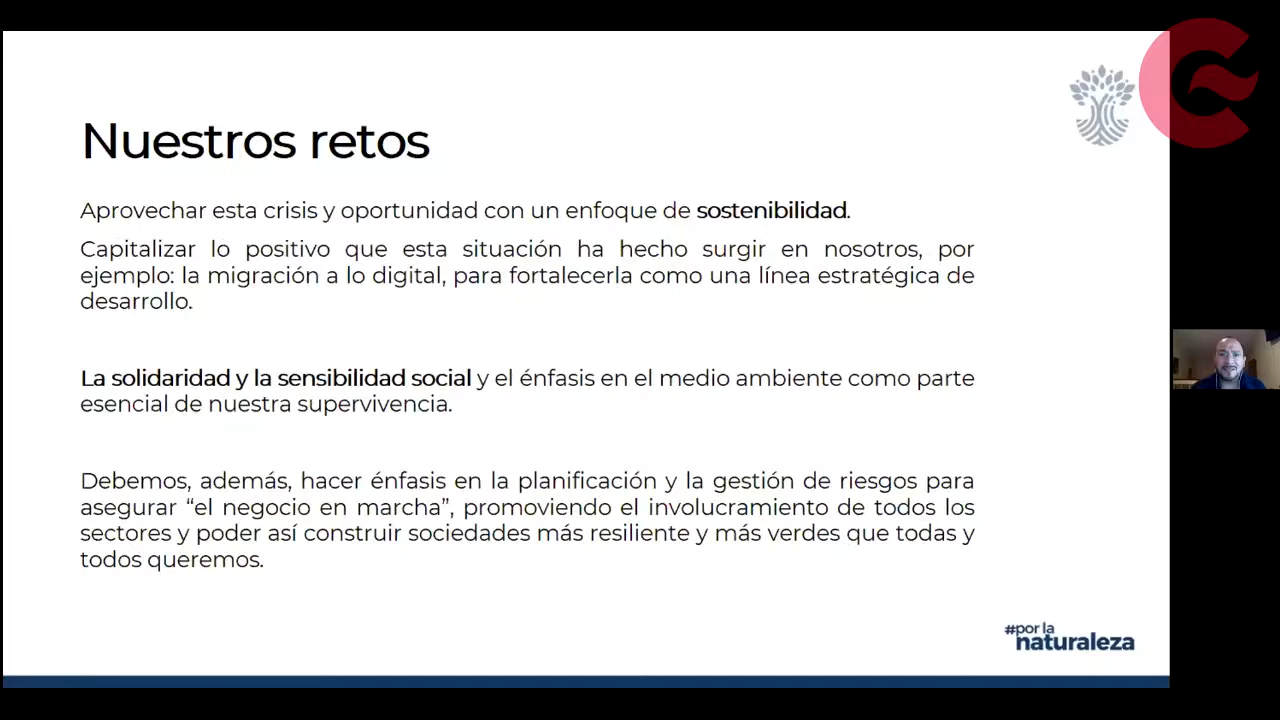 Nuestros retos
Aprovechar esta crisis y oportunidad con un enfoque de sostenibilidad.
Capitalizar lo positivo que esta situación ha hecho surgir en nosotros, por
ejemplo: la migración a lo digital, para fortalecerla como una línea estratégica de
desarrollo.
La solidaridad y la sensibilidad social y el énfasis en el medio ambiente como parte
esencial de nuestra supervivencia.
Debemos, además, hacer énfasis en la planificación y la gestión de riesgos para
asegurar “el negocio en marcha”, promoviendo el involucramiento de todos los
sectores y poder así construir sociedades más resiliente y más verdes que todas y
todos queremos.
#por la
naturaleza